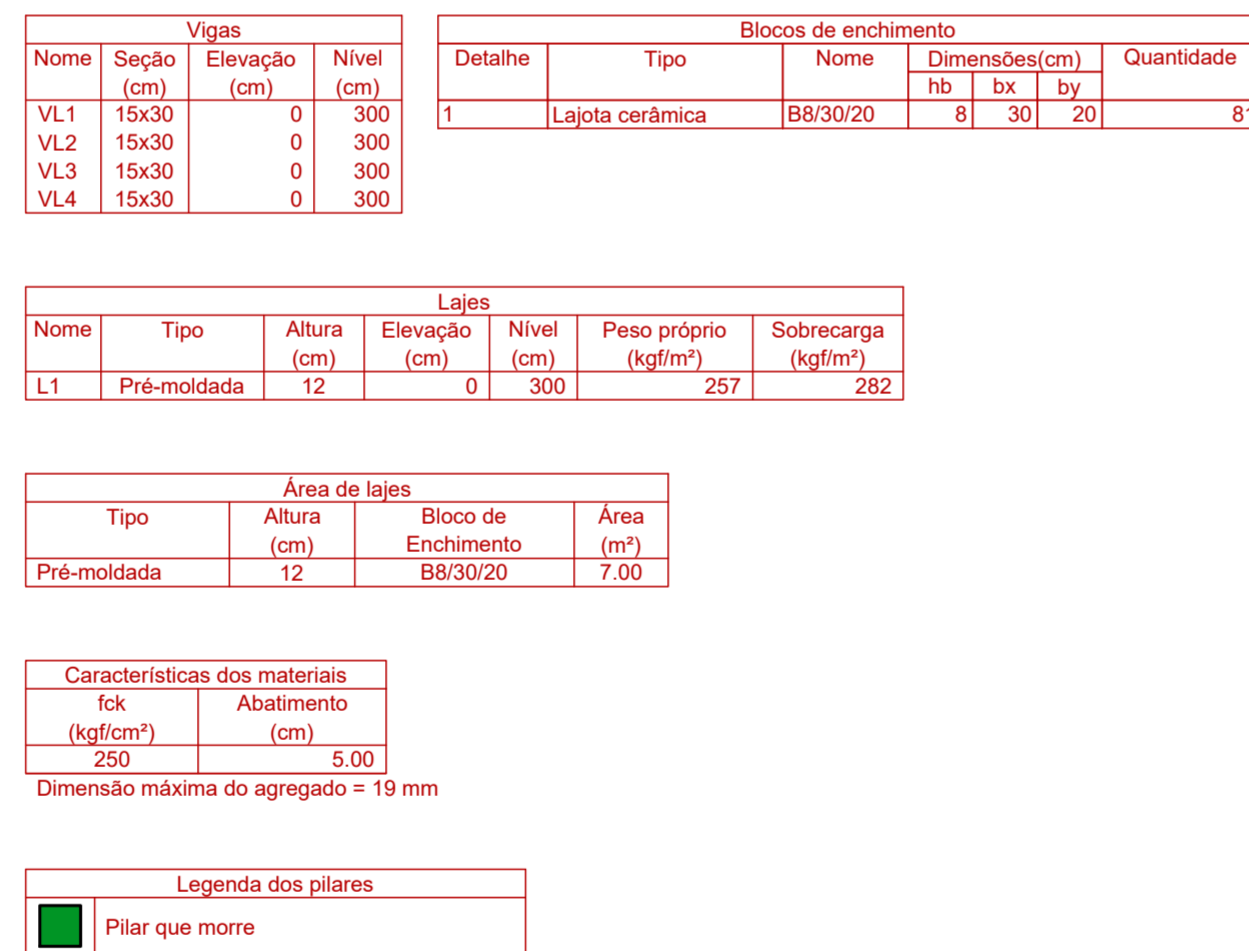 Vigas
Nome Seção Elevação Nível
(cm) (cm) (cm)
VL1 15x30 0 300
VL2 15x30 0 300
VL3 15x30 0 300
VL4 15x30 0 300
Blocos de enchimento
Detalhe Tipo Nome Dimensões(cm) Quantidade
hb bx by
1 Lajota cerâmica B8/30/20 8 30 20 81
Lajes
Nome Tipo Altura Elevação Nível Peso próprio Sobrecarga
(cm) (cm) (cm) (kgf/m²) (kgf/m²)
L1 Pré-moldada 12 0 300 257 282
Área de lajes
Tipo Altura Bloco de Área
(cm) Enchimento (m²)
Pré-moldada 12 B8/30/20 7.00
Características dos materiais
fck Abatimento
(kgf/cm²) (cm)
250 5.00
Dimensão máxima do agregado = 19 mm
Legenda dos pilares
Pilar que morre